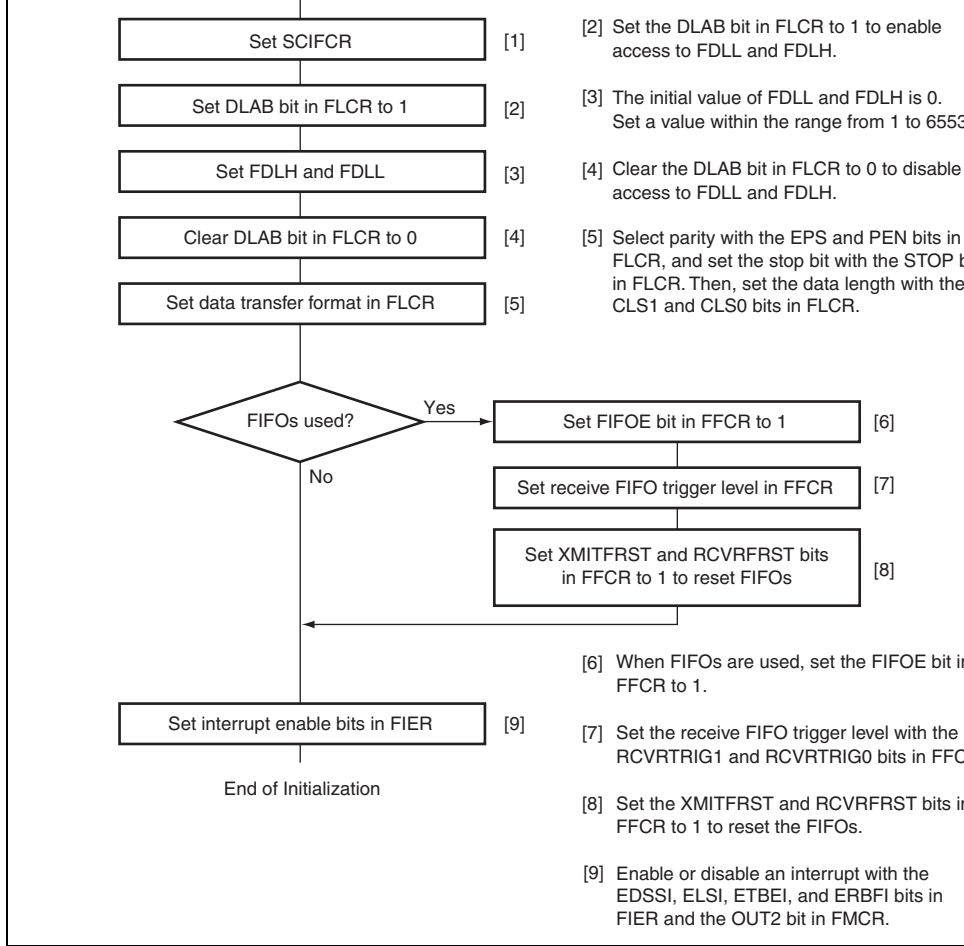 Set SCIFCR
[1]
Set DLAB bit in FLCR to 1
[2]
Set FDLH and FDLL
[3]
Clear DLAB bit in FLCR to 0
[4]
Set data transfer format in FLCR
[5]
[2] Set the DLAB bit in FLCR to 1 to enable
access to FDLL and FDLH.
[3] The initial value of FDLL and FDLH is 0.
Set a value within the range from 1 to
[4] Clear the DLAB bit in FLCR to 0 to disable
access to FDLL and FDLH.
[5] Select parity with the EPS and PEN bits in
FLCR, and set the stop bit with the STOP
in FLCR. Then, set the data length with the
CLS1 and CLS0 bits in FLCR.
FIFOs used?
Yes
No
Set FIFOE bit in FFCR to 1
[6]
Set receive FIFO trigger level in FFCR
[7]
Set XMITFRST and RCVRFRST bits
in FFCR to 1 to reset FIFOs
[8]
Set interrupt enable bits in FIER
[9]
End of Initialization
[6] When FIFOs are used, set the FIFOE bit in
FFCR to 1.
[7] Set the receive FIFO trigger level with the
RCVRTRIG1 and RCVRTRIG0 bits in
[8] Set the XMITFRST and RCVRFRST bits in
FFCR to 1 to reset the FIFOs.
[9] Enable or disable an interrupt with the
EDSSI, ELSI, ETBEI, and ERBFI bits in
FIER and the OUT2 bit in FMCR.